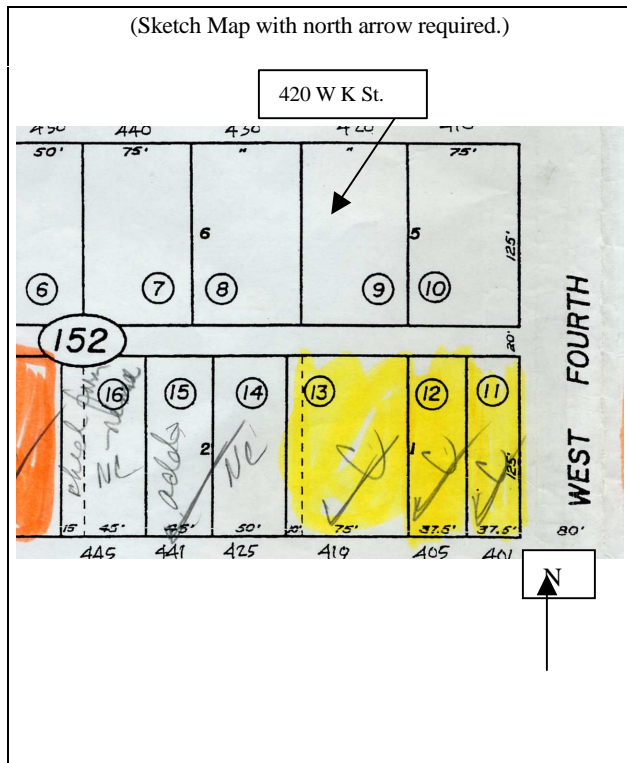 (Sketch Map with north arrow required.)
420 W K St.
440 420
50' 75' " " 75'
6 5
125'
6 7 8 9 10
152
20'
16 15 14 13 12 11
NC
2 1
NC
125'
15' 45' 45' 50' 10' 75' 37.5' 37.5' 80'
445 441 425 419 405 401
WEST FOURTH
N